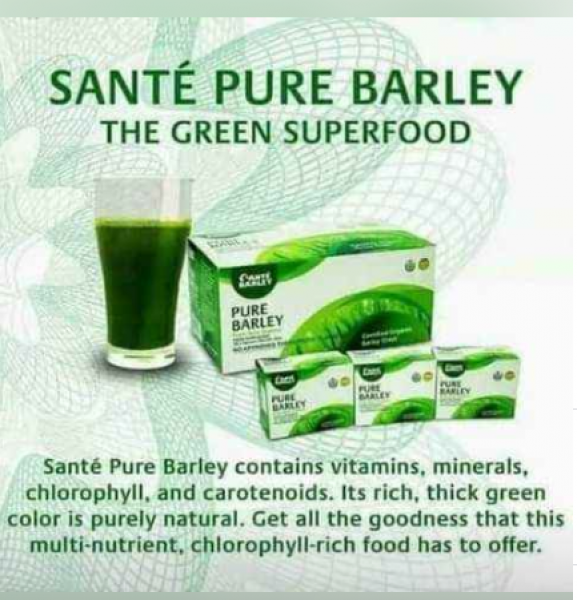 SANTÉ PURE BARLEY
THE GREEN SUPERFOOD
SANTÉ
BARLEY
PURE
BARLEY
Certified Organic
Barley Grass
PURE
BARLEY
PURE
BARLEY
PURE
BARLEY
Santé Pure Barley contains vitamins, minerals,
chlorophyll, and carotenoids. Its rich, thick green
color is purely natural. Get all the goodness that this
multi-nutrient, chlorophyll-rich food has to offer.